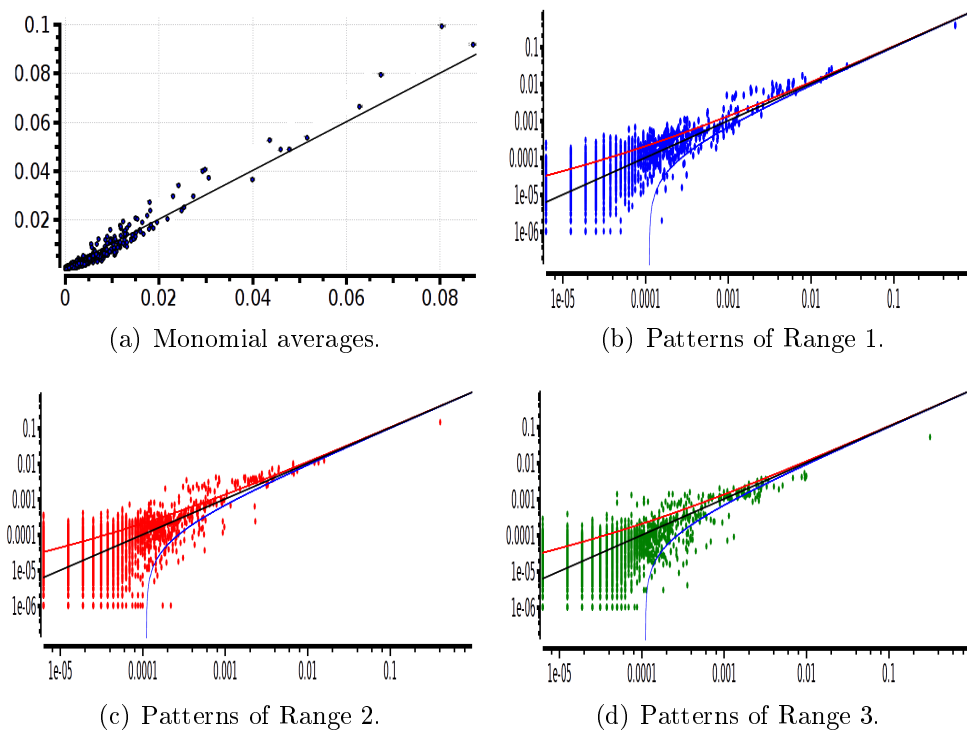 0.1
0.08
0.06
0.04
0.02
0 0.02 0.04 0.06 0.08
(a) Monomial averages.
0.1
0.01
0.001
0.0001
1e-05
1e-06
1e-05 0.0001 0.001 0.01 0.1
(b) Patterns of Range 1.
0.1
0.01
0.001
0.0001
1e-05
1e-06
1e-05 0.0001 0.001 0.01 0.1
(c) Patterns of Range 2.
0.1
0.01
0.001
0.0001
1e-05
1e-06
1e-05 0.0001 0.001 0.01 0.1
(d) Patterns of Range 3.